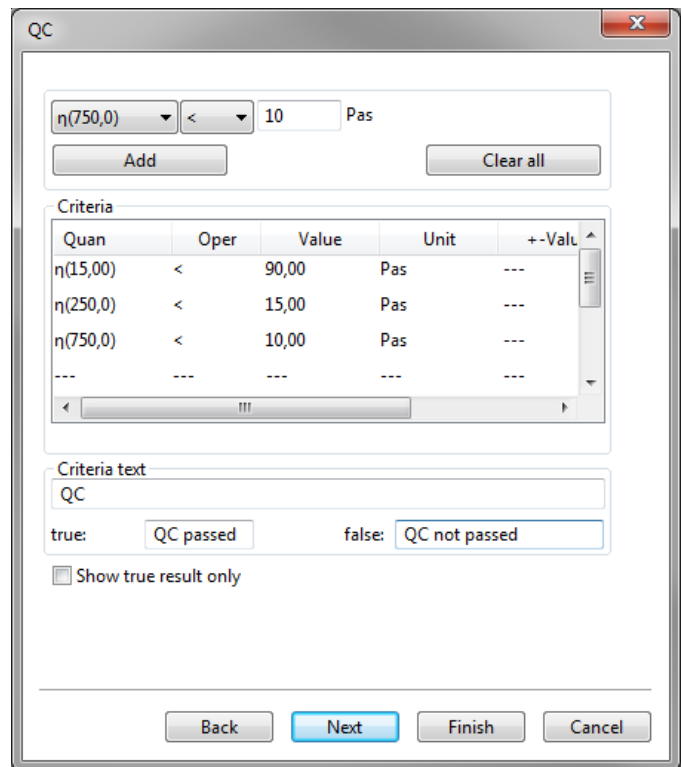 QC
η(750,0) < 10 Pas
Add Clear all
Criteria
Quan Oper Value Unit +-Valu
η(15,00) < 90,00 Pas ---
η(250,0) < 15,00 Pas ---
η(750,0) < 10,00 Pas ---
--- --- --- --- ---
Criteria text
QC
true: QC passed false: QC not passed
Show true result only
Back Next Finish Cancel